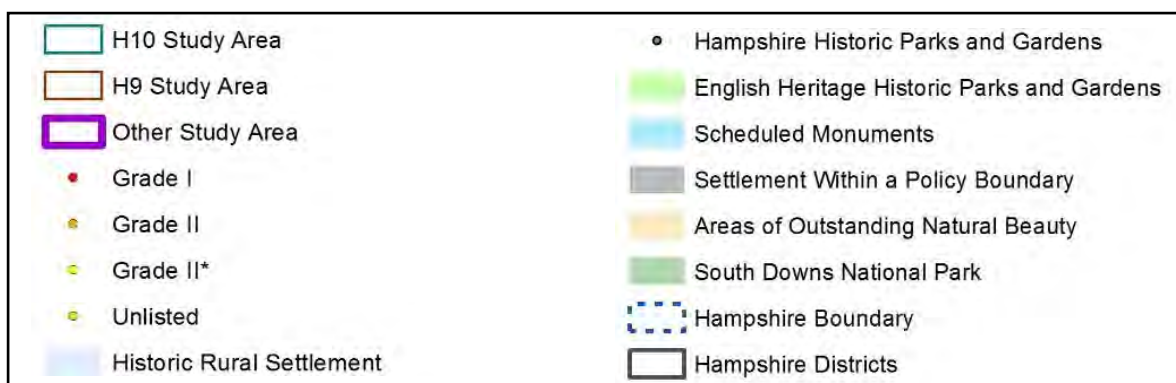 H10 Study Area
H9 Study Area
Other Study Area
Grade I
Grade II
Grade II*
Unlisted
Historic Rural Settlement
Hampshire Historic Parks and Gardens
English Heritage Historic Parks and Gardens
Scheduled Monuments
Settlement Within a Policy Boundary
Areas of Outstanding Natural Beauty
South Downs National Park
Hampshire Boundary
Hampshire Districts